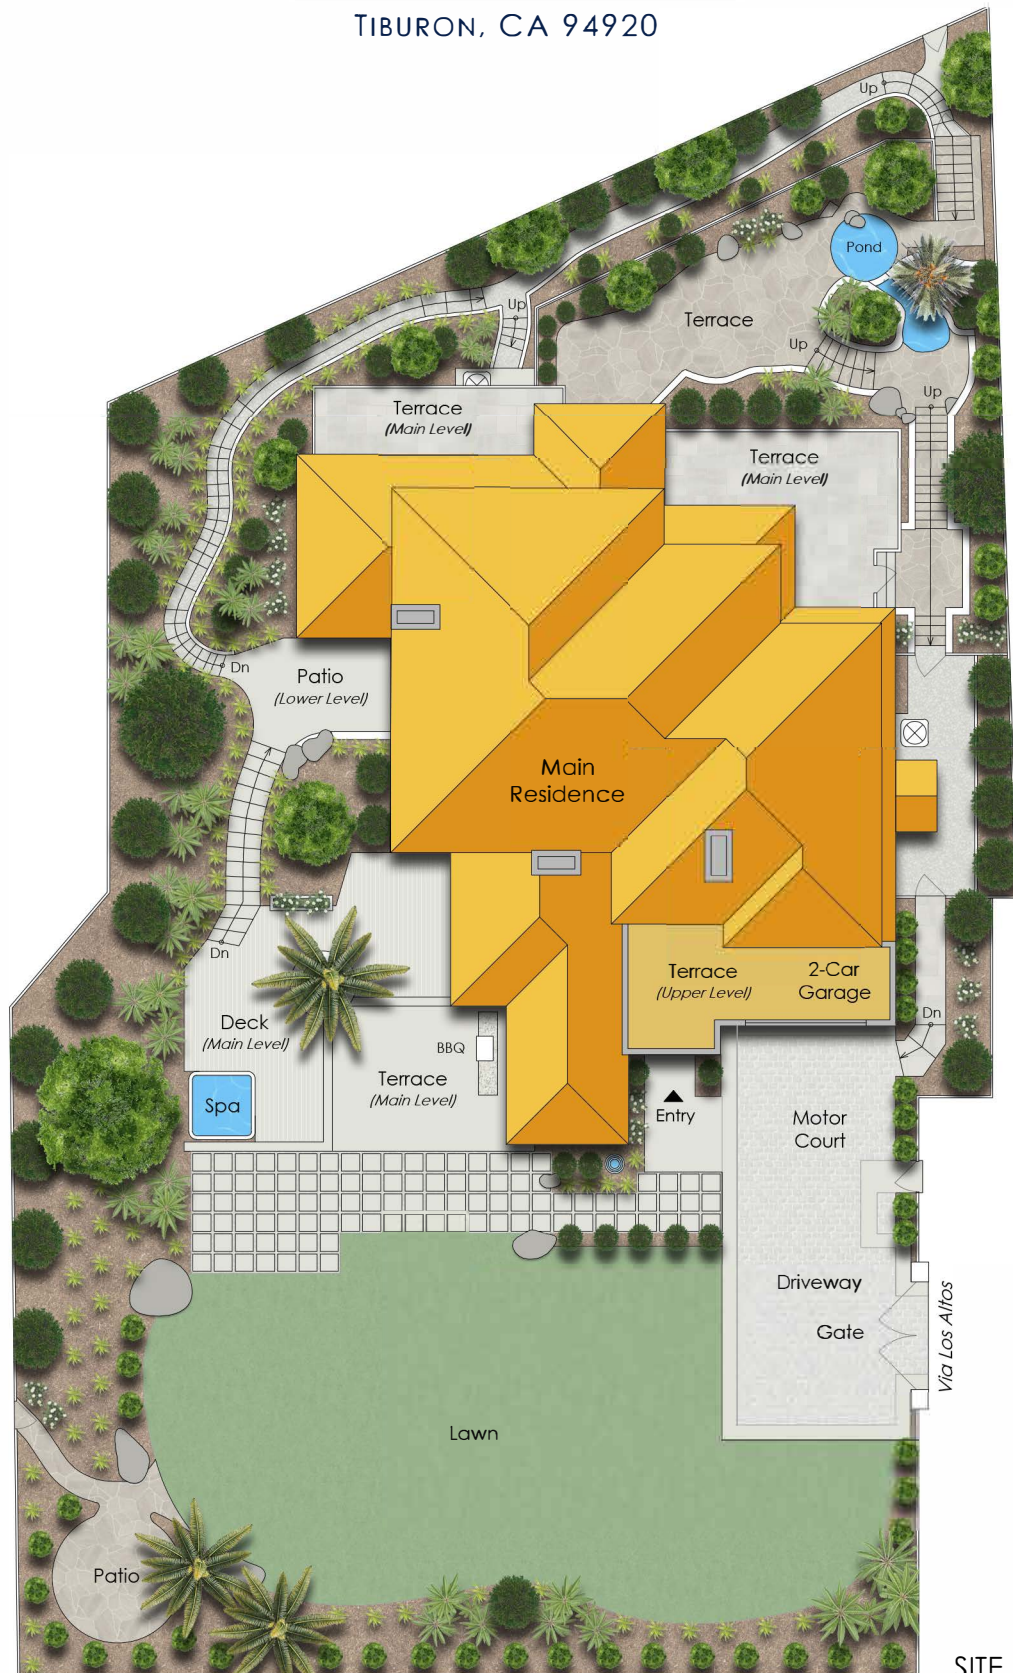 TIBURON, CA 94920
Up
Pond
Up
Terrace
Up
Up
Terrace
(Main Level)
Terrace
(Main Level)
Dn
Patio
(Lower Level)
Main
Residence
Dn
Terrace
(Upper Level)
2-Car
Garage
Deck
(Main Level)
Dn
BBQ
Terrace
(Main Level)
Spa
Entry
Motor
Court
Driveway
Gate
Via Los Altos
Lawn
Patio
SITE